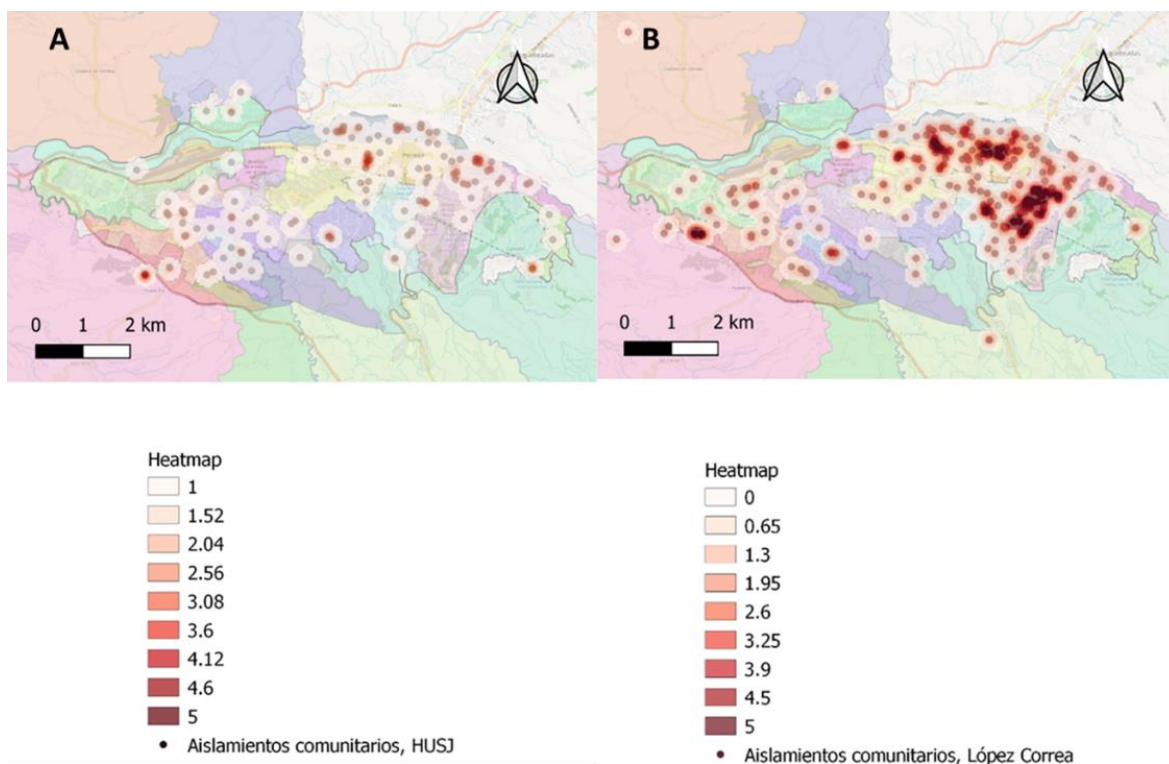 A
B
Pereira
0 1 2 km
0 1 2 km
Heatmap
1
1.52
2.04
2.56
3.08
3.6
4.12
4.6
5
Aislamientos comunitarios, HUSJ
Heatmap
0
0.65
1.3
1.95
2.6
3.25
3.9
4.5
5
Aislamientos comunitarios, López Correa